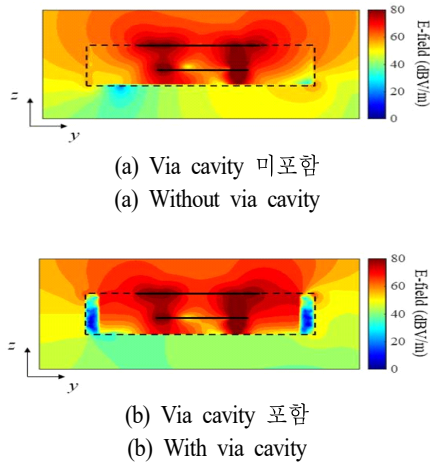 80
60
40
20
0
E-field (dBV/m)
z
y
(a) Via cavity 미포함
(a) Without via cavity
80
60
40
20
0
E-field (dBV/m)
z
y
(b) Via cavity 포함
(b) With via cavity